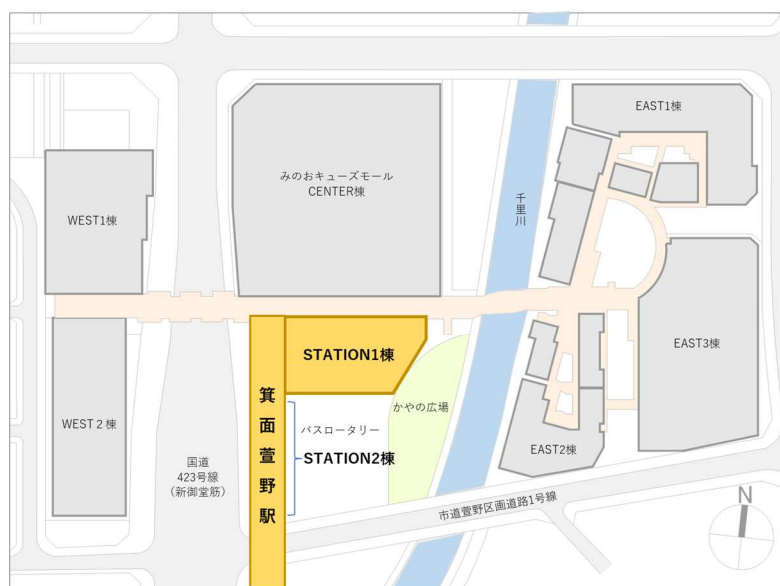 EAST1棟
みのおキューズモール
CENTER棟
千里川
WEST1棟
STATION1棟
EAST3棟
箕面萱野駅
かやの広場
WEST２棟
バスロータリー
STATION2棟
EAST2棟
国道
423号線
（新御堂筋）
市道萱野区画道路1号線
N